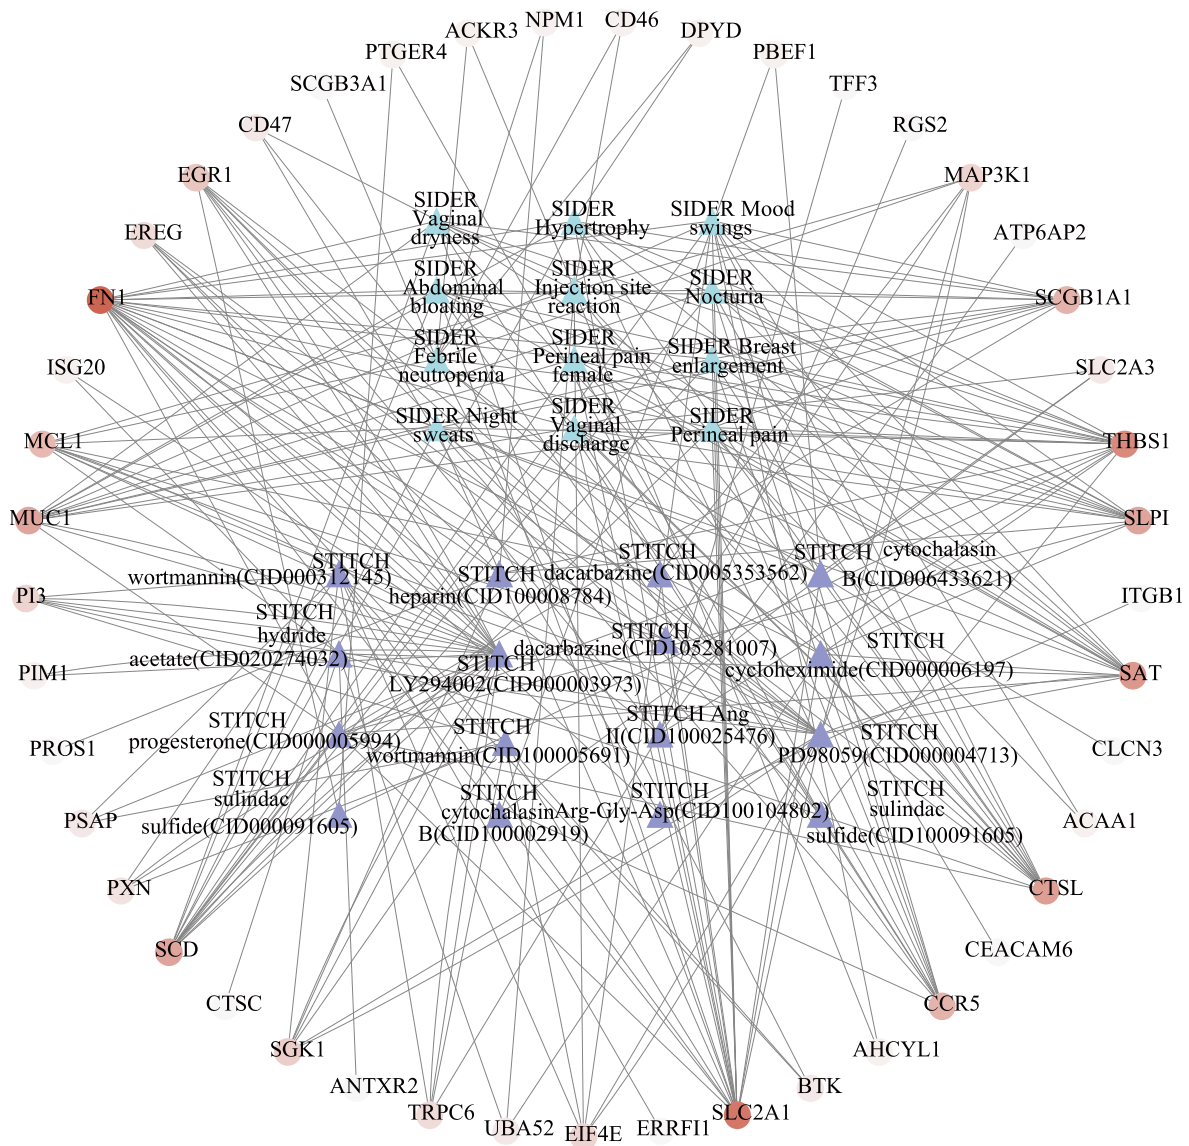 NPM1
CD46
ACKR3
DPYD
PTGER4
PBEF1
SCGB3A1
TFF3
CD47
RGS2
EGR1
MAP3K1
EREG
ATP6AP2
FN1
SCGB1A1
ISG20
SLC2A3
MCL1
THBS1
MUC1
SLPI
PI3
ITGB1
PIM1
SAT
PROS1
CLCN3
PSAP
ACAA1
PXN
CTSL
SCD
CEACAM6
CTSC
CCR5
SGK1
AHCYL1
ANTXR2
BTK
TRPC6
SLC2A1
UBA52
EIF4E
ERRFI1
SIDER
Vaginal
dryness
SIDER
Hypertrophy
SIDER Mood
swings
SIDER
Abdominal
bloating
SIDER
Injection site
reaction
SIDER
Nocturia
SIDER
Febrile
neutropenia
SIDER
Perineal pain
female
SIDER Breast
enlargement
SIDER Night
sweats
SIDER
Vaginal
discharge
SIDER
Perineal pain
STITCH
wortmannin(CID000312145)
STITCH
heparin(CID100008784)
STITCH
dacarbazine(CID005353562)
STITCH cytochalasin
B(CID006433621)
STITCH
hydride
acetate(CID020274032)
STITCH
LY294002(CID000003973)
STITCH
dacarbazine(CID105281007)
STITCH
cycloheximide(CID000006197)
STITCH
progesterone(CID000005994)
STITCH
wortmannin(CID100005691)
STITCH Ang
II(CID100025476)
STITCH
PD98059(CID000004713)
STITCH
sulindac
sulfide(CID000091605)
STITCH
cytochalasin
B(CID100002919)
STITCH
Arg-Gly-Asp(CID100104802)
STITCH
sulindac
sulfide(CID100091605)